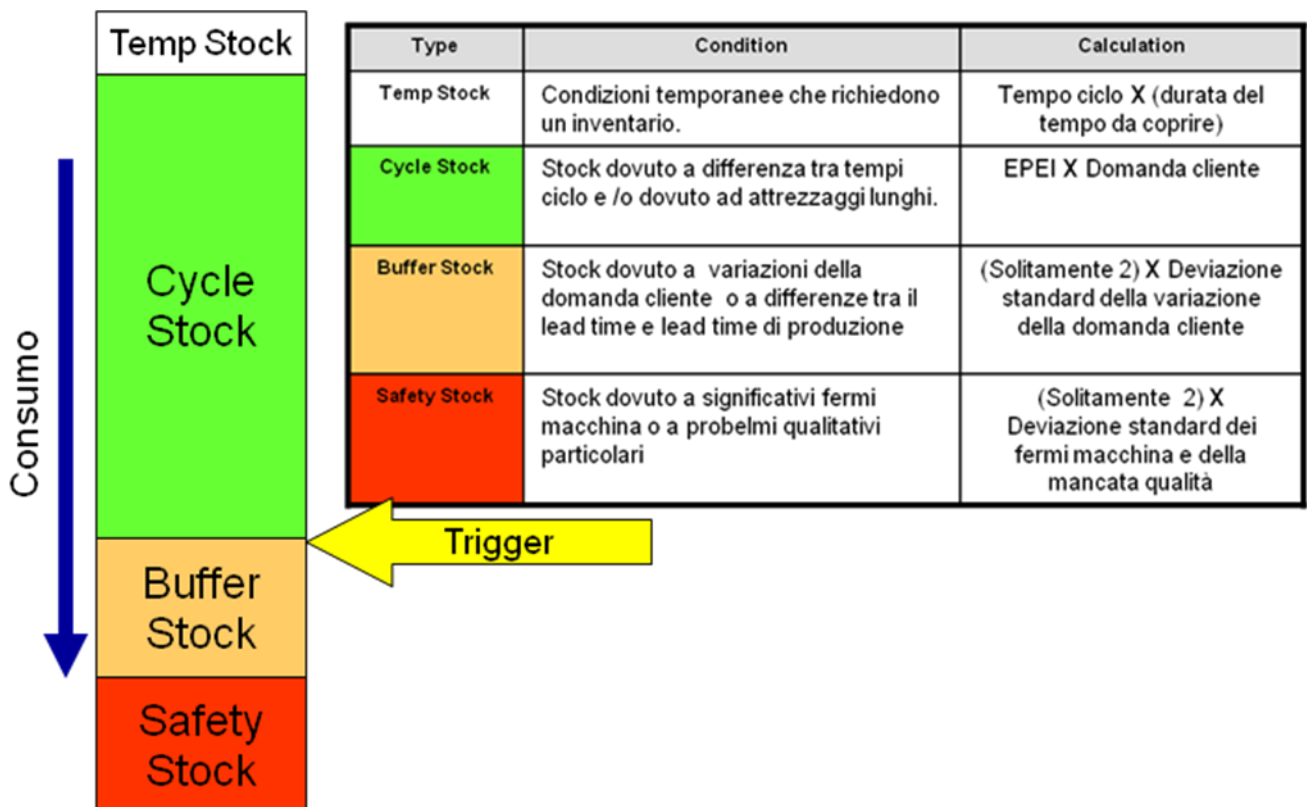 Temp Stock
Cycle
Stock
Buffer
Stock
Safety
Stock
Consumo
Trigger
Type Condition Calculation
Temp Stock
Condizioni temporanee che richiedono
un inventario.
Tempo ciclo X (durata del
tempo da coprire)
Cycle Stock
Stock dovuto a differenza tra tempi
ciclo e /o dovuto ad attrezzaggi lunghi.
EPEI X Domanda cliente
Buffer Stock
Stock dovuto a variazioni della
domanda cliente o a differenze tra il
lead time e lead time di produzione
(Solitamente 2) X Deviazione
standard della variazione
della domanda cliente
Safety Stock
Stock dovuto a significativi fermi
macchina o a probelmi qualitativi
particolari
(Solitamente 2) X
Deviazione standard dei
fermi macchina e della
mancata qualità